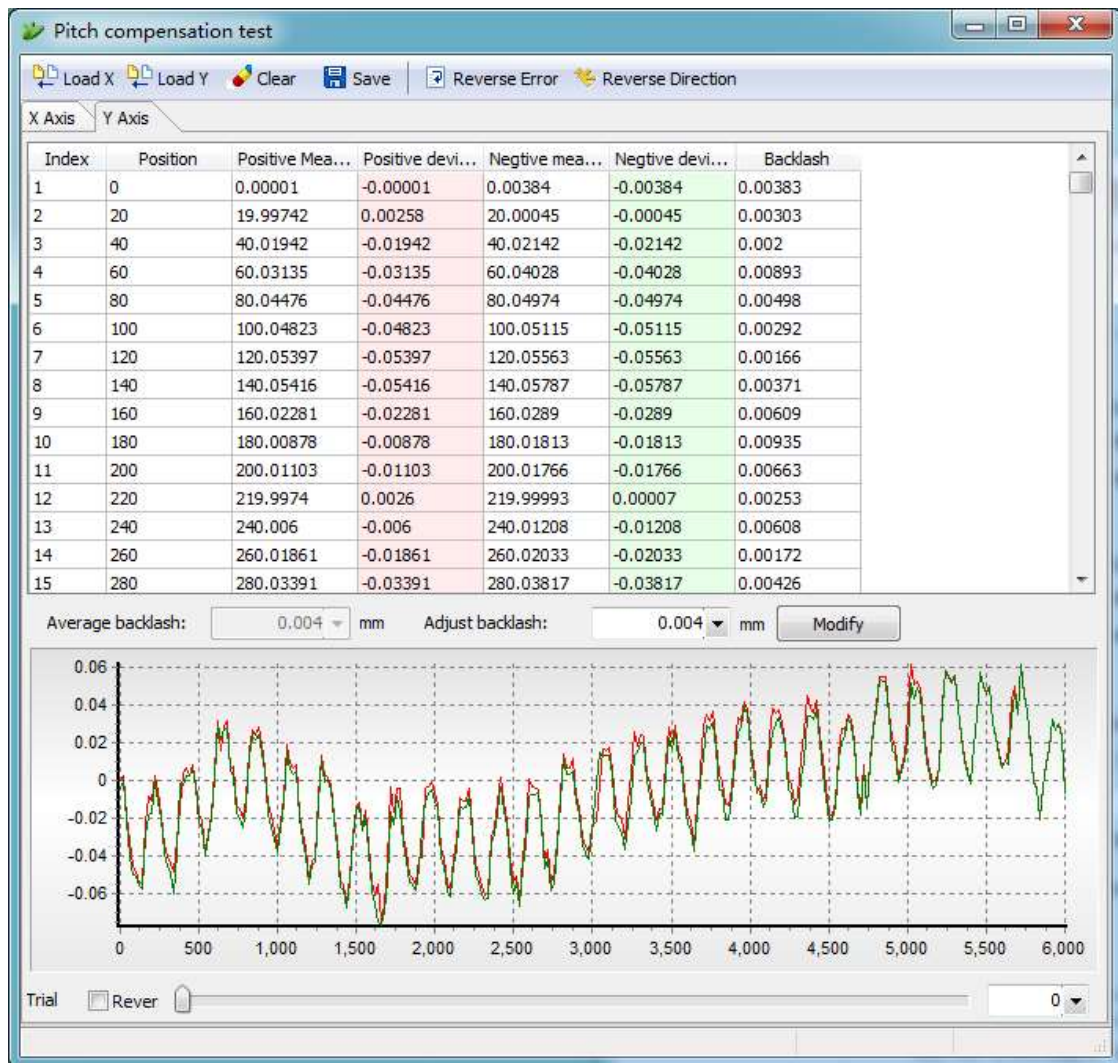 Pitch compensation test
Load X Load Y Clear Save Reverse Error Reverse Direction
X Axis Y Axis
Index Position Positive Mea... Positive devi... Negtive mea... Negtive devi... Backlash
1 0 0.00001 -0.00001 0.00384 -0.00384 0.00383
2 20 19.99742 0.00258 20.00045 -0.00045 0.00303
3 40 40.01942 -0.01942 40.02142 -0.02142 0.002
4 60 60.03135 -0.03135 60.04028 -0.04028 0.00893
5 80 80.04476 -0.04476 80.04974 -0.04974 0.00498
6 100 100.04823 -0.04823 100.05115 -0.05115 0.00292
7 120 120.05397 -0.05397 120.05563 -0.05563 0.00166
8 140 140.05416 -0.05416 140.05787 -0.05787 0.00371
9 160 160.02281 -0.02281 160.0289 -0.0289 0.00609
10 180 180.00878 -0.00878 180.01813 -0.01813 0.00935
11 200 200.01103 -0.01103 200.01766 -0.01766 0.00663
12 220 219.9974 0.0026 219.99993 0.00007 0.00253
13 240 240.006 -0.006 240.01208 -0.01208 0.00608
14 260 260.01861 -0.01861 260.02033 -0.02033 0.00172
15 280 280.03391 -0.03391 280.03817 -0.03817 0.00426
Average backlash: 0.004 mm Adjust backlash: 0.004 mm Modify
0.06
0.04
0.02
0
-0.02
-0.04
-0.06
0 500 1,000 1,500 2,000 2,500 3,000 3,500 4,000 4,500 5,000 5,500 6,000
Trial Rever 0